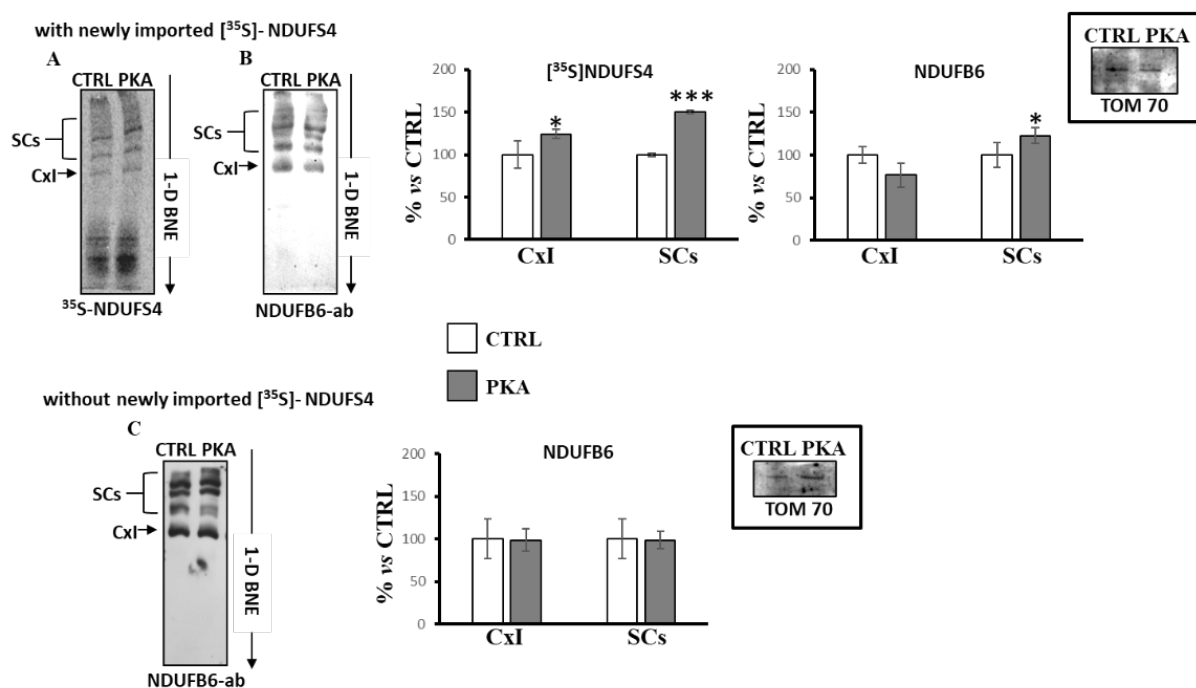 with newly imported [³⁵S]- NDUFS4
A
B
CTRL PKA
CTRL PKA
SCs
CxI
1-D BNE
³⁵S-NDUFS4
SCs
CxI
1-D BNE
NDUFB6-ab
[³⁵S]NDUFS4
% vs CTRL
200
150
100
50
0
*
***
CxI
SCs
NDUFB6
% vs CTRL
200
150
100
50
0
*
CxI
SCs
CTRL PKA
TOM 70
CTRL
PKA
without newly imported [³⁵S]- NDUFS4
C
CTRL PKA
SCs
CxI
1-D BNE
NDUFB6-ab
NDUFB6
% vs CTRL
200
150
100
50
0
CxI
SCs
CTRL PKA
TOM 70